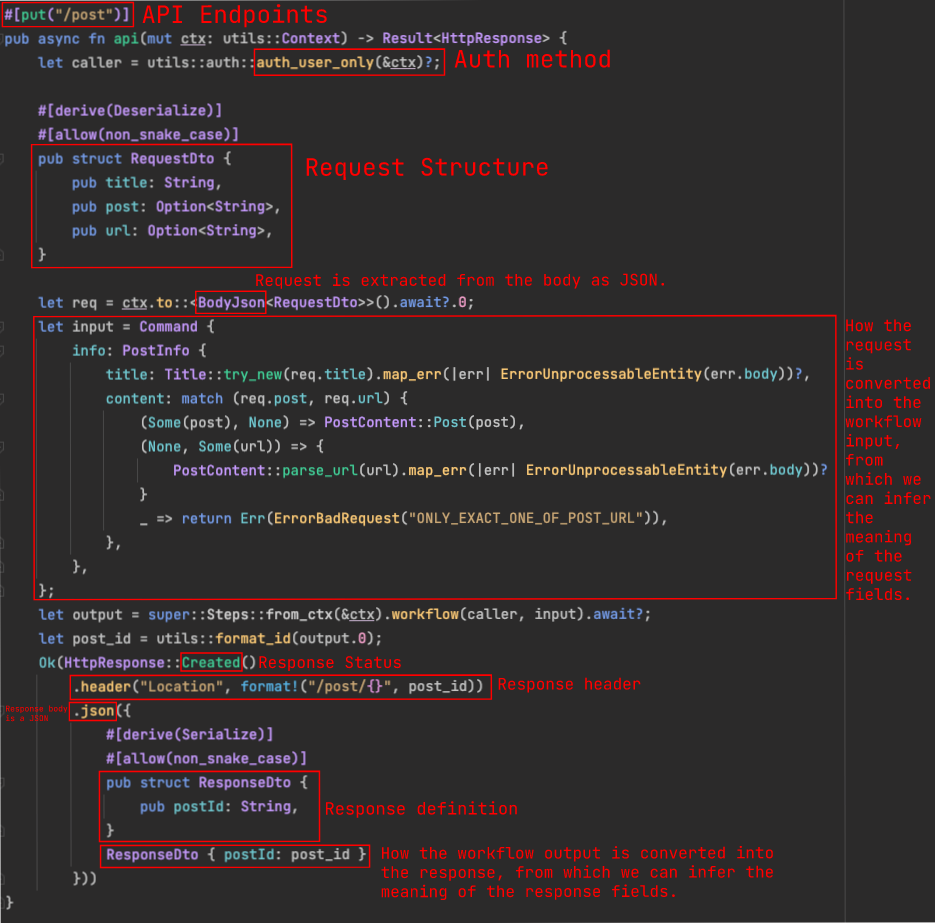 #[put("/post")] API Endpoints
pub async fn api(mut ctx: utils::Context) -> Result<HttpResponse> {
let caller = utils::auth::auth_user_only(&ctx)?; Auth method
#[derive(Deserialize)]
#[allow(non_snake_case)]
pub struct RequestDto {
Request Structure
pub title: String,
pub post: Option<String>,
pub url: Option<String>,
}
Request is extracted from the body as JSON.
let req = ctx.to::<BodyJson<RequestDto>>().await?.0;
let input = Command {
info: PostInfo {
title: Title::try_new(req.title).map_err(|err| ErrorUnprocessableEntity(err.body))?,
content: match (req.post, req.url) {
(Some(post), None) => PostContent::Post(post),
(None, Some(url)) => {
PostContent::parse_url(url).map_err(|err| ErrorUnprocessableEntity(err.body))?
}
_ => return Err(ErrorBadRequest("ONLY_EXACT_ONE_OF_POST_URL")),
},
},
};
How the
request
is
converted
into the
workflow
input,
from
which we
can infer
the
meaning
of the
request
fields.
let output = super::Steps::from_ctx(&ctx).workflow(caller, input).await?;
let post_id = utils::format_id(output.0);
Ok(HttpResponse::Created() Response Status
.header("Location", format!("/post/{}", post_id)) Response header
Response body
is a JSON
.json({
#[derive(Serialize)]
#[allow(non_snake_case)]
pub struct ResponseDto {
pub postId: String,
}
Response definition
ResponseDto { postId: post_id }
How the workflow output is converted into
the response, from which we can infer the
meaning of the response fields.
}))
}